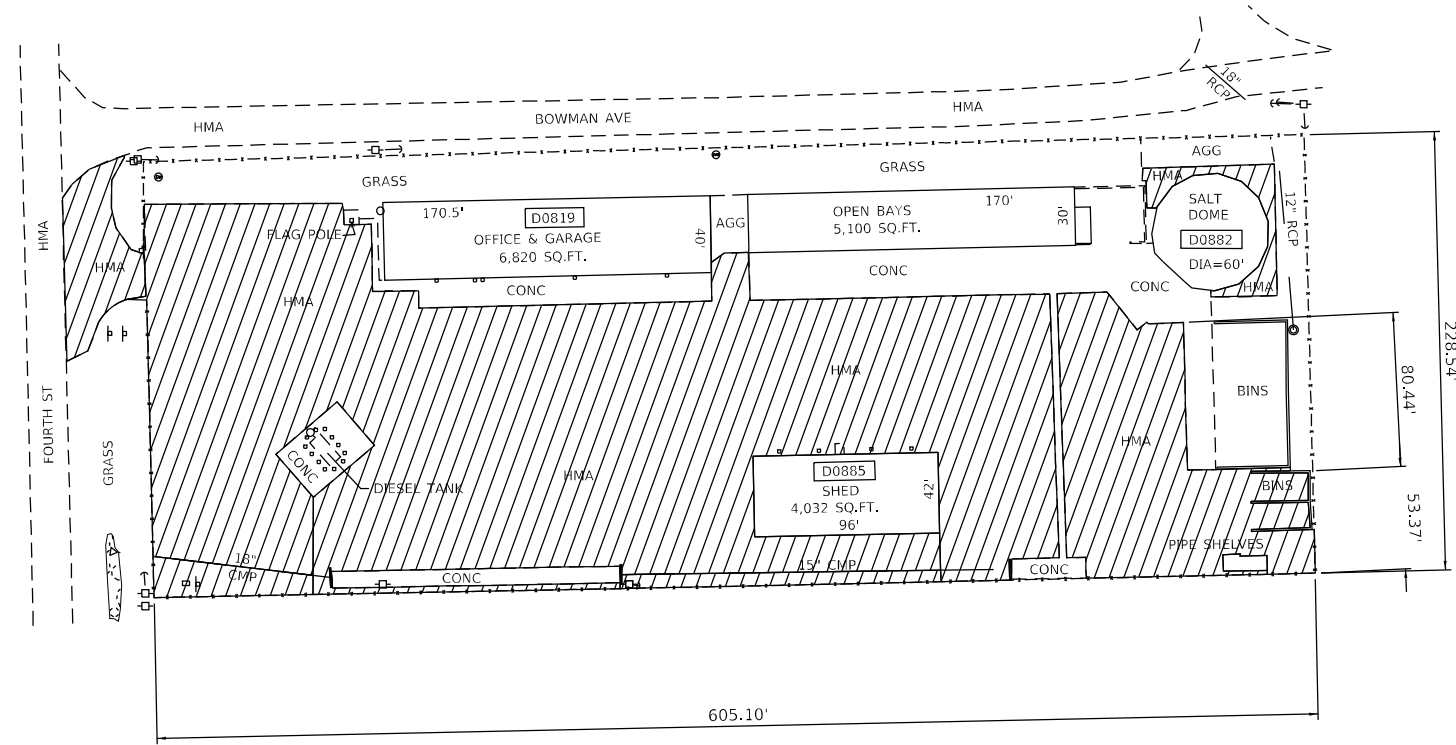 18"
RCP
HMA
BOWMAN AVE
HMA
AGG
GRASS
GRASS
HMA
SALT
DOME
D0882
DIA=60'
12" RCP
170.5'
D0819
OFFICE & GARAGE
6,820 SQ.FT.
40'
AGG
OPEN BAYS
5,100 SQ.FT.
170'
30'
FLAG POLE
HMA
HMA
HMA
CONC
CONC
CONC
HMA
228.54'
80.44'
BINS
HMA
HMA
FOURTH ST
GRASS
CONC
DIESEL TANK
HMA
D0885
SHED
4,032 SQ.FT.
96'
42'
BINS
53.37'
PIPE SHELVES
18"
CMP
CONC
15" CMP
CONC
605.10'